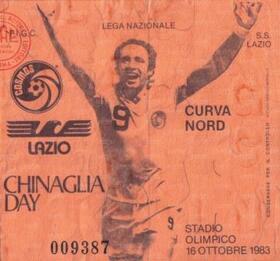 F.I.G.C.
LEGA NAZIONALE
S.S.
LAZIO
COSMOS
9
CURVA
NORD
LAZIO
CHINAGLIA
DAY
STADIO
OLIMPICO
16 OTTOBRE 1983
009387